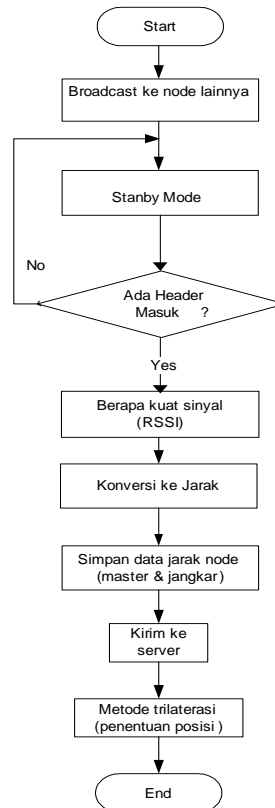 Start
Broadcast ke node lainnya
Stanby Mode
No
Ada Header
Masuk ?
Yes
Berapa kuat sinyal
(RSSI)
Konversi ke Jarak
Simpan data jarak node
(master & jangkar)
Kirim ke
server
Metode trilaterasi
(penentuan posisi )
End